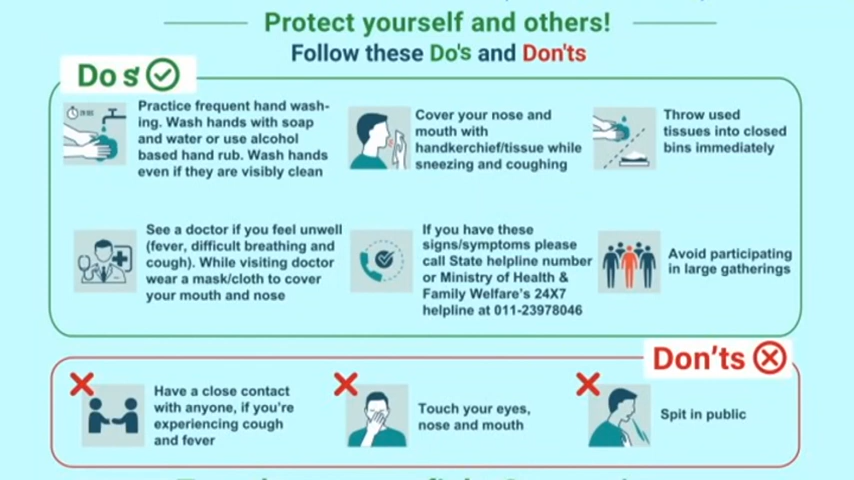 Protect yourself and others!
Follow these Do's and Don'ts
Do s'
Practice frequent hand wash-
ing. Wash hands with soap
and water or use alcohol
based hand rub. Wash hands
even if they are visibly clean
Cover your nose and
mouth with
handkerchief/tissue while
sneezing and coughing
Throw used
tissues into closed
bins immediately
See a doctor if you feel unwell
(fever, difficult breathing and
cough). While visiting doctor
wear a mask/cloth to cover
your mouth and nose
If you have these
signs/symptoms please
call State helpline number
or Ministry of Health &
Family Welfare's 24X7
helpline at 011-23978046
Avoid participating
in large gatherings
Don'ts
Have a close contact
with anyone, if you're
experiencing cough
and fever
Touch your eyes,
nose and mouth
Spit in public